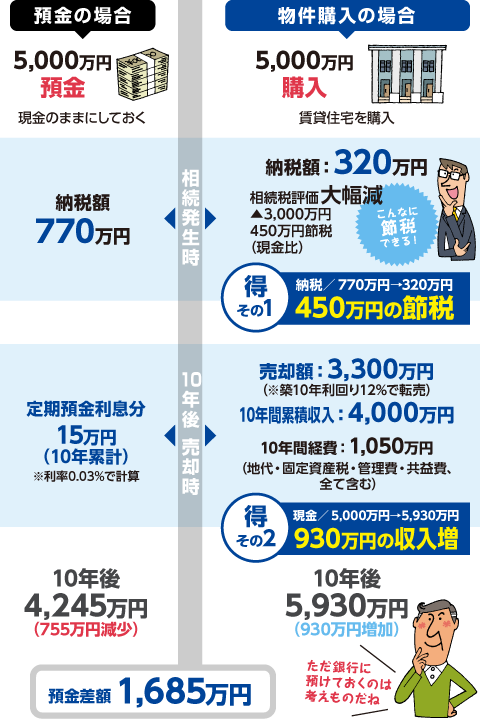 預金の場合
物件購入の場合
5,000万円
預金
現金のままにしておく
5,000万円
購入
賃貸住宅を購入
相続発生時
納税額
770万円
納税額：320万円
相続税評価 大幅減
▲3,000万円
450万円節税
（現金比）
こんなに
節税
できる！
得
その1
納税／770万円→320万円
450万円の節税
10年後 売却時
定期預金利息分
15万円
（10年累計）
※利率0.03%で計算
売却額：3,300万円
（※築10年利回り12%で転売）
10年間累積収入：4,000万円
10年間経費：1,050万円
（地代・固定資産税・管理費・共益費、
全て含む）
得
その2
現金／5,000万円→5,930万円
930万円の収入増
10年後
4,245万円
（755万円減少）
10年後
5,930万円
（930万円増加）
ただ銀行に
預けておくのは
考えものだね
預金差額 1,685万円